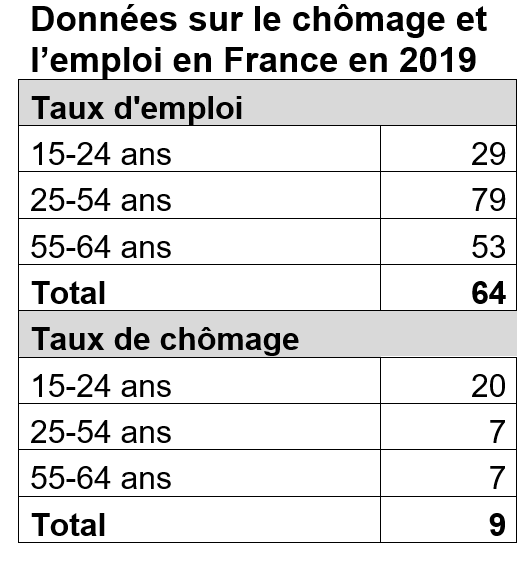 Données sur le chômage et
l’emploi en France en 2019
Taux d'emploi
15-24 ans 29
25-54 ans 79
55-64 ans 53
Total 64
Taux de chômage
15-24 ans 20
25-54 ans 7
55-64 ans 7
Total 9